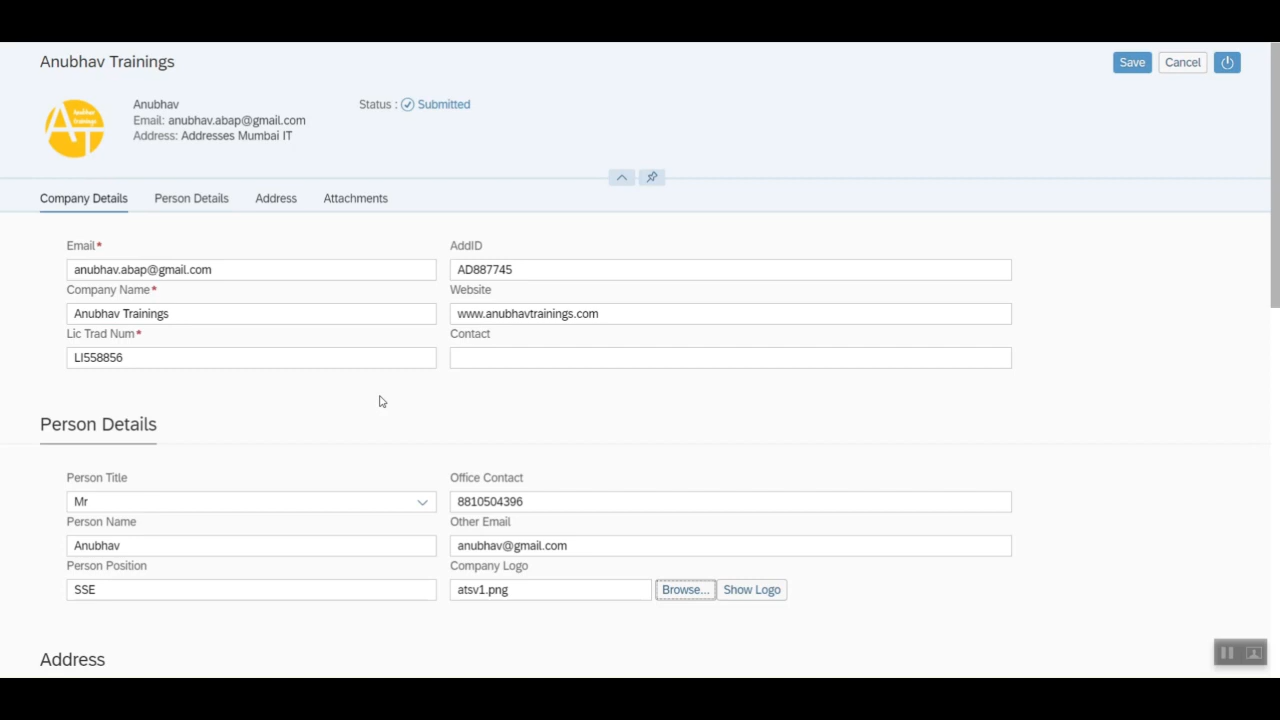 Anubhav Trainings
Save Cancel
AT Anubhav Trainings
Anubhav
Status : Submitted
Email: anubhav.abap@gmail.com
Address: Addresses Mumbai IT
Company Details Person Details Address Attachments
Email* AddID
anubhav.abap@gmail.com AD887745
Company Name* Website
Anubhav Trainings www.anubhavtrainings.com
Lic Trad Num* Contact
LI558856
Person Details
Person Title Office Contact
Mr 8810504396
Person Name Other Email
Anubhav anubhav@gmail.com
Person Position Company Logo
SSE atsv1.png Browse... Show Logo
Address